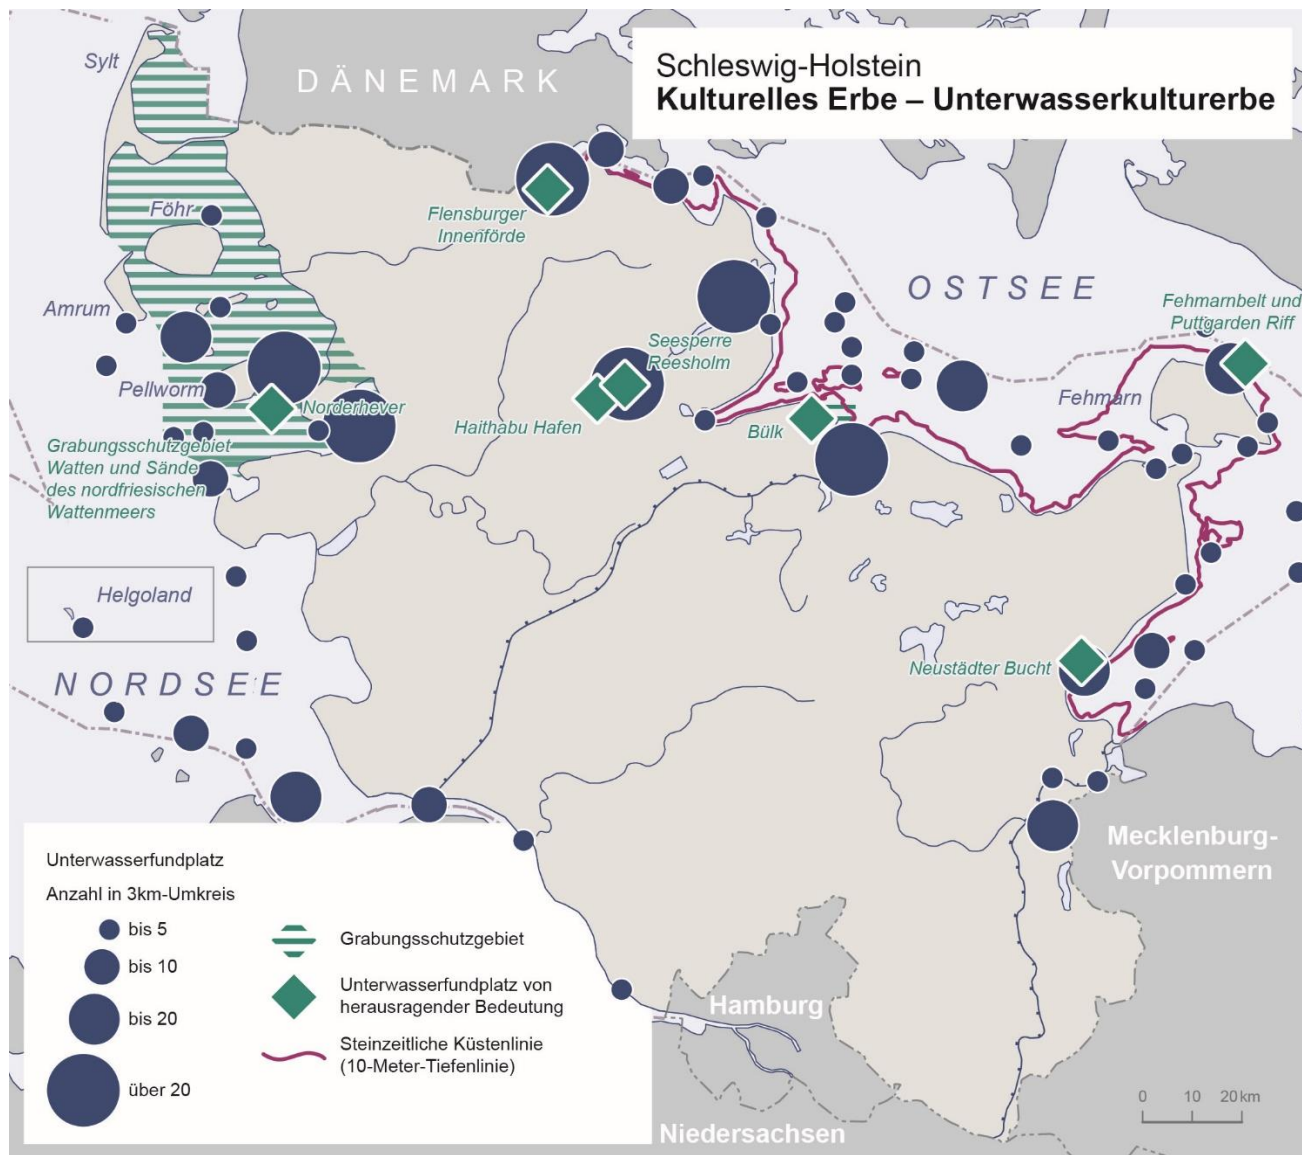 Schleswig-Holstein
Kulturelles Erbe – Unterwasserkulturerbe
DÄNEMARK
Sylt
Föhr
Flensburger
Innenförde
OSTSEE
Amrum
Fehmarnbelt und
Puttgarden Riff
Seesperre
Reesholm
Pellworm
Norderhever
Haithabu Hafen
Bülk
Fehmarn
Grabungsschutzgebiet
Watten und Sände
des nordfriesischen
Wattenmeers
Helgoland
NORDSEE
Neustädter Bucht
Mecklenburg-
Vorpommern
Hamburg
Niedersachsen
Unterwasserfundplatz
Anzahl in 3km-Umkreis
bis 5
bis 10
bis 20
über 20
Grabungsschutzgebiet
Unterwasserfundplatz von
herausragender Bedeutung
Steinzeitliche Küstenlinie
(10-Meter-Tiefenlinie)
0 10 20 km